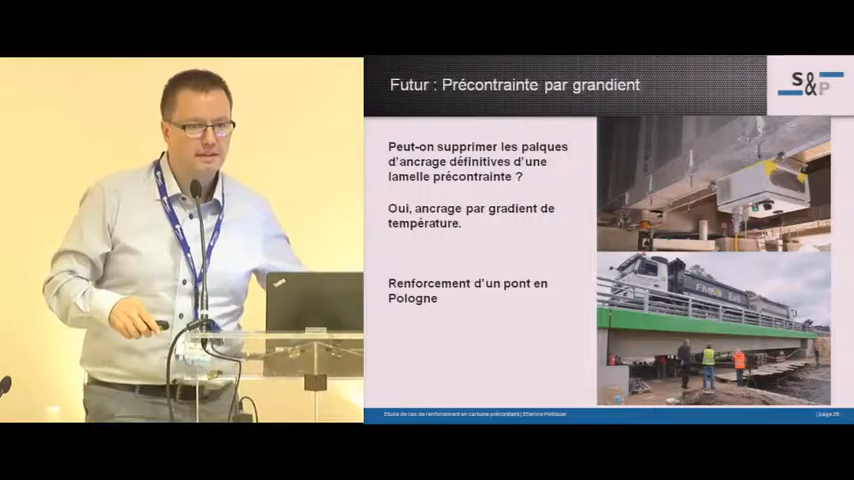 Futur : Précontrainte par grandient
S&P
Peut-on supprimer les palques
d'ancrage définitives d'une
lamelle précontrainte ?
Oui, ancrage par gradient de
température.
Renforcement d'un pont en
Pologne
Etude de cas de renforcement en carbone précontraint | Etienne Pelissier
| page 26